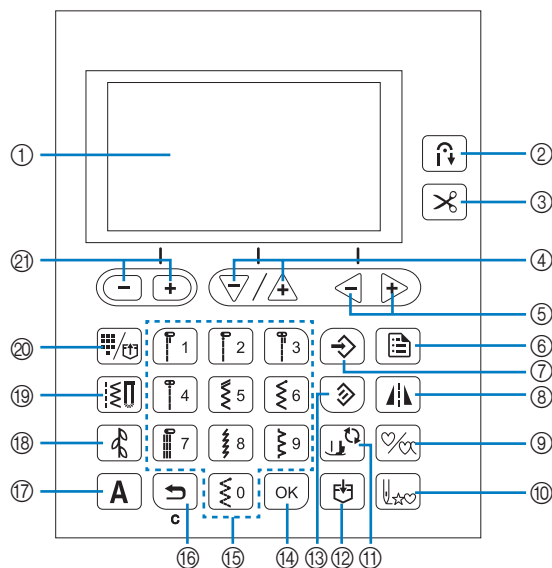 ①
②
③
㉑
− +
− / +
− +
④
⑤
⑳
1 2 3
⑥
⑦
⑲
4 5 6
⑧
⑱
7 8 9
⑨
⑰
A
C
0
OK
⑩
⑯ ⑮ ⑭ ⑬ ⑫ ⑪